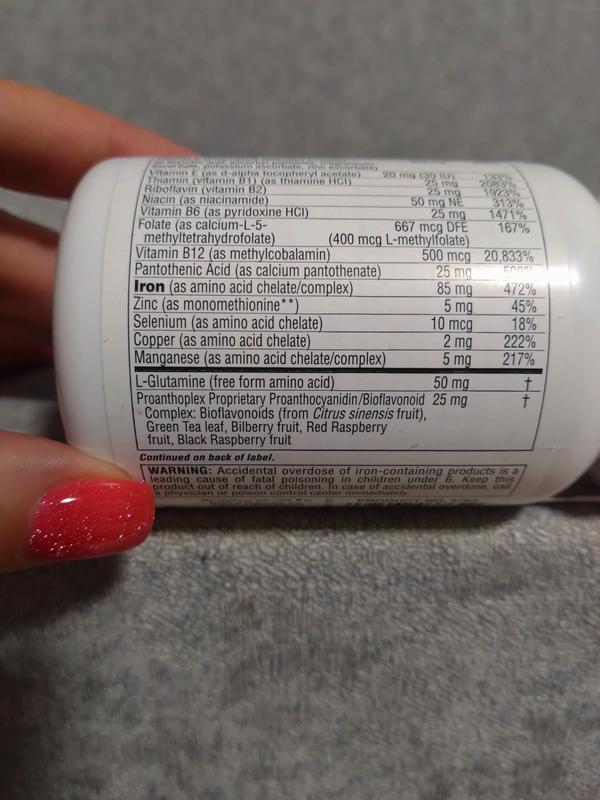 ascorbate, potassium ascorbate, zinc ascorbate)
Vitamin E (as d-alpha tocopheryl acetate) 20 mg (30 IU) 133%
Thiamin (vitamin B1) (as thiamine HCl) 25 mg 2083%
Riboflavin (vitamin B2) 25 mg 1923%
Niacin (as niacinamide) 50 mg NE 313%
Vitamin B6 (as pyridoxine HCl) 25 mg 1471%
Folate (as calcium-L-5- 667 mcg DFE 167%
methyltetrahydrofolate) (400 mcg L-methylfolate)
Vitamin B12 (as methylcobalamin) 500 mcg 20,833%
Pantothenic Acid (as calcium pantothenate) 25 mg
Iron (as amino acid chelate/complex) 85 mg 472%
Zinc (as monomethionine**) 5 mg 45%
Selenium (as amino acid chelate) 10 mcg 18%
Copper (as amino acid chelate) 2 mg 222%
Manganese (as amino acid chelate/complex) 5 mg 217%
L-Glutamine (free form amino acid) 50 mg †
Proanthoplex Proprietary Proanthocyanidin/Bioflavonoid 25 mg †
Complex: Bioflavonoids (from Citrus sinensis fruit),
Green Tea leaf, Bilberry fruit, Red Raspberry
fruit, Black Raspberry fruit
Continued on back of label.
WARNING: Accidental overdose of iron-containing products is a
leading cause of fatal poisoning in children under 6. Keep this
product out of reach of children. In case of accidental overdose, call
a physician or poison control center immediately.